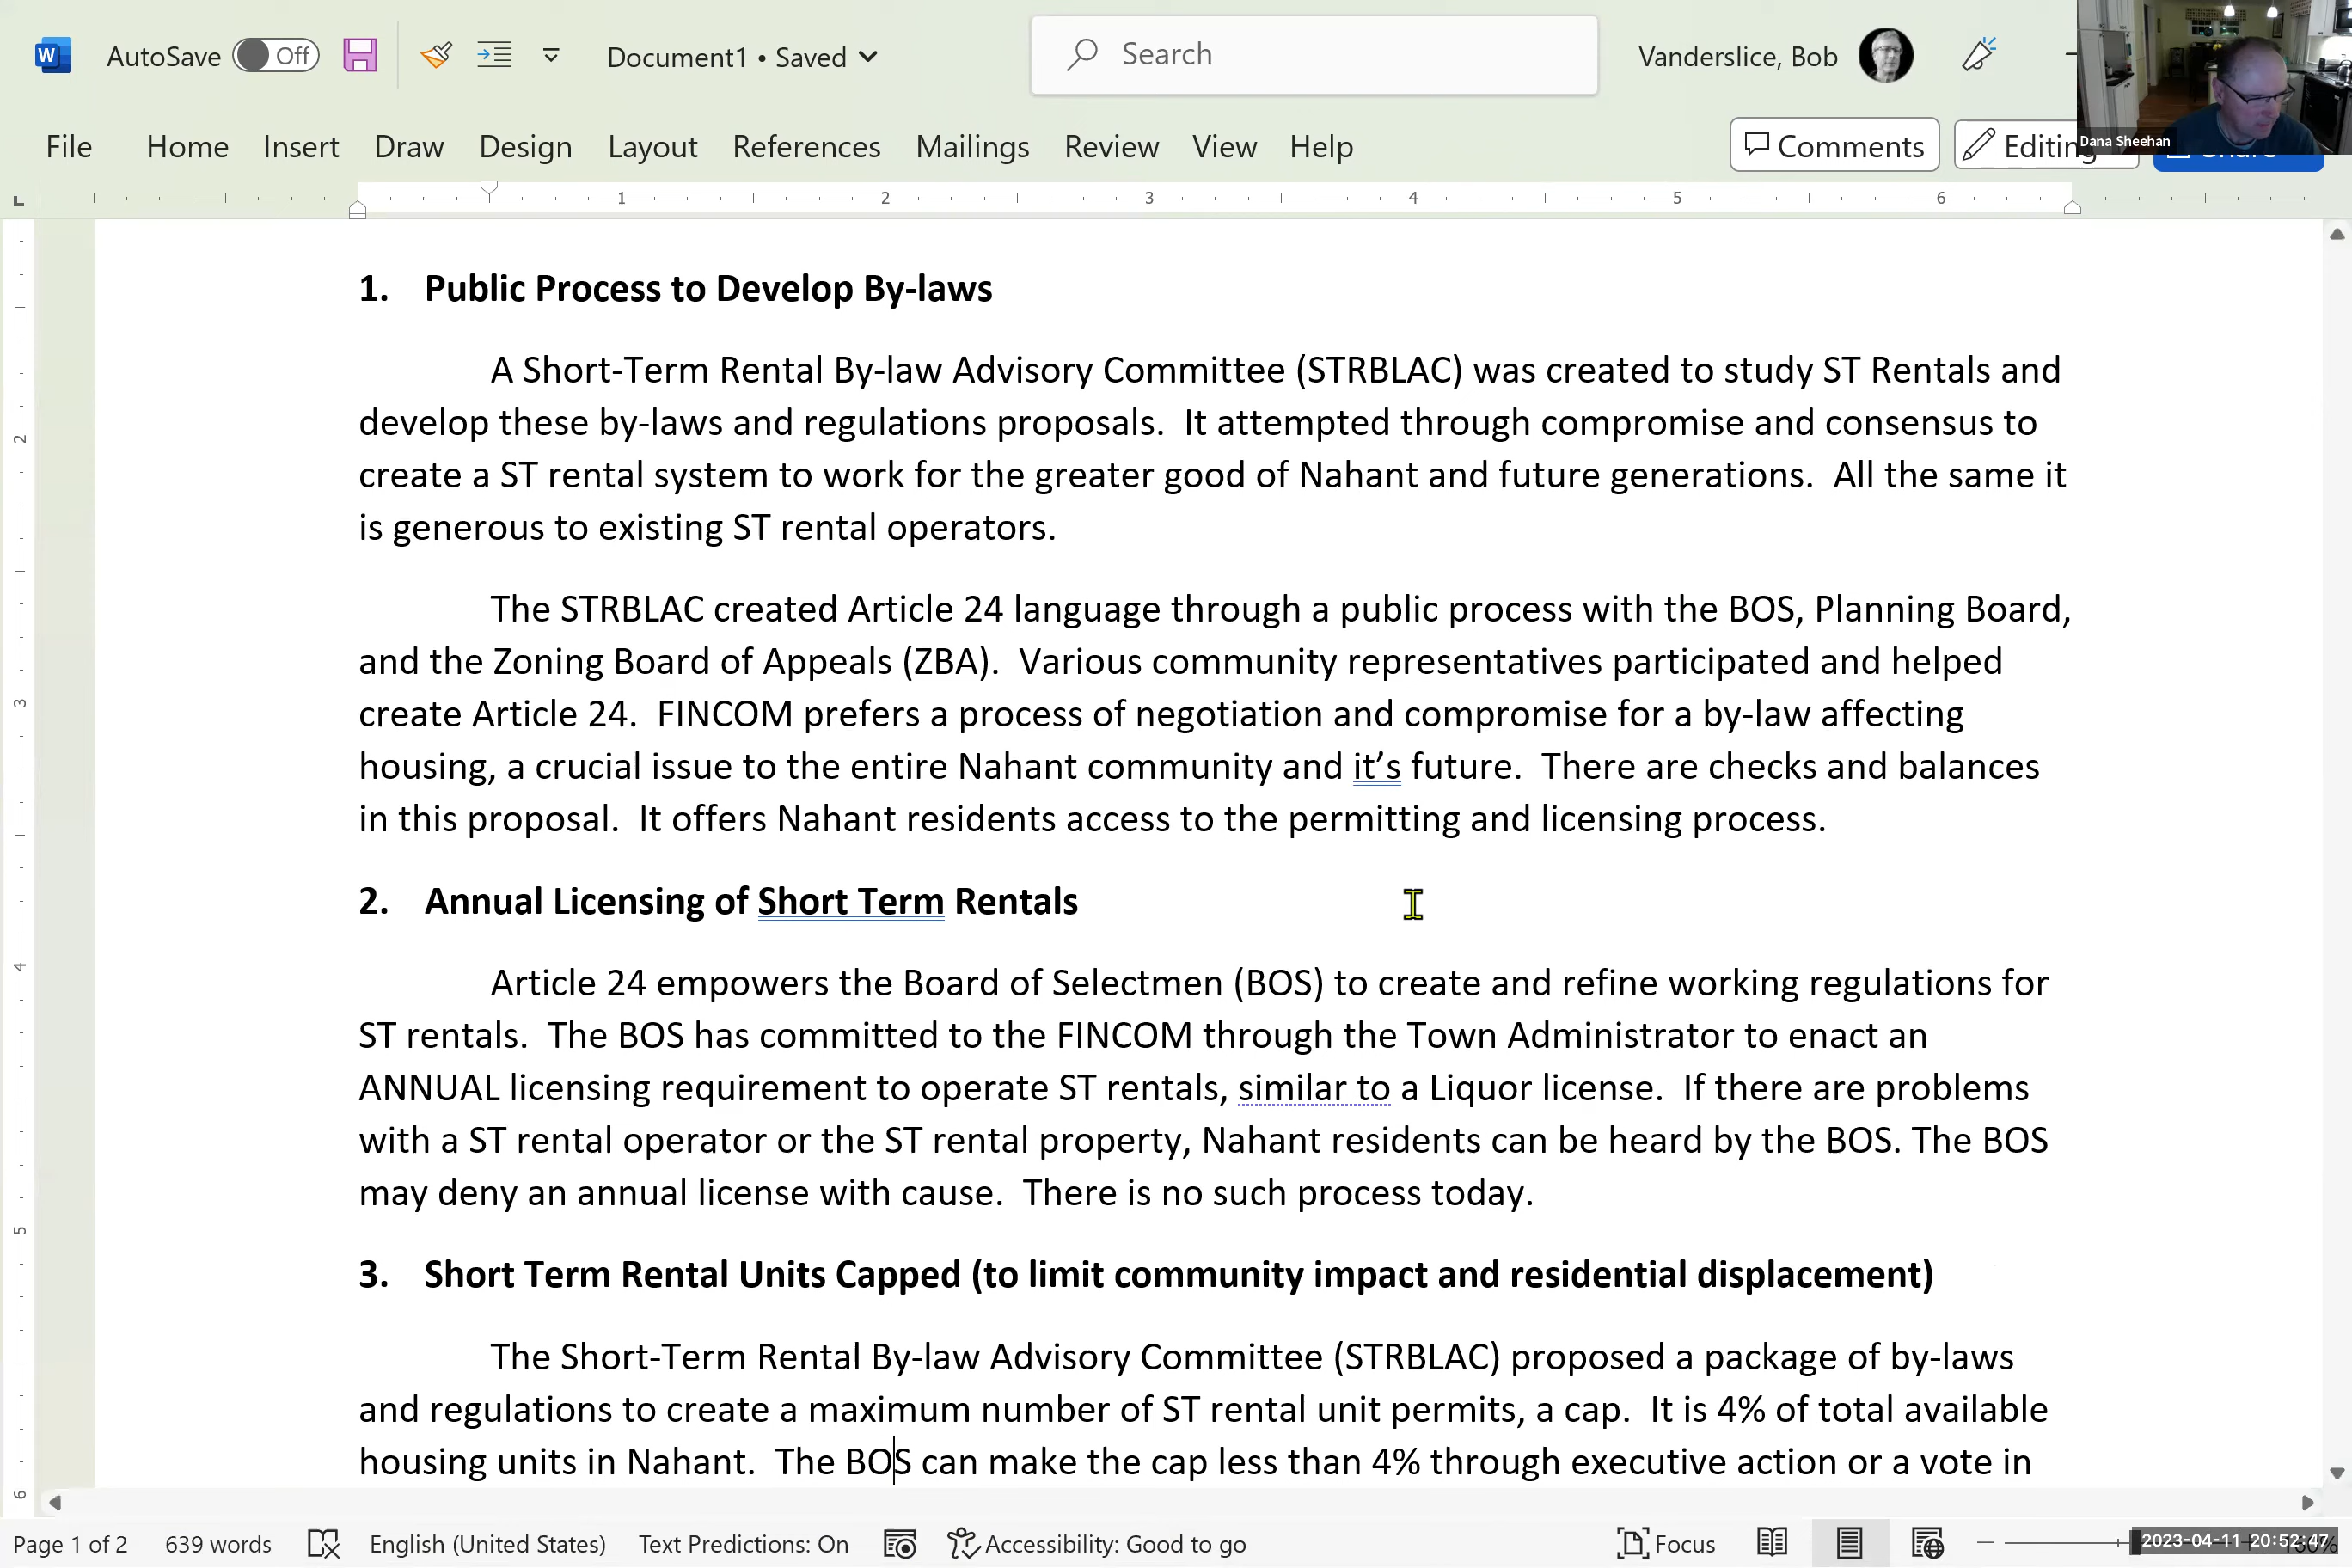 AutoSave Off Document1 • Saved Search Vanderslice, Bob
File Home Insert Draw Design Layout References Mailings Review View Help Comments Editing Dana Sheehan
1 2 3 4 5 6
1. Public Process to Develop By-laws
A Short-Term Rental By-law Advisory Committee (STRBLAC) was created to study ST Rentals and
develop these by-laws and regulations proposals. It attempted through compromise and consensus to
create a ST rental system to work for the greater good of Nahant and future generations. All the same it
is generous to existing ST rental operators.
The STRBLAC created Article 24 language through a public process with the BOS, Planning Board,
and the Zoning Board of Appeals (ZBA). Various community representatives participated and helped
create Article 24. FINCOM prefers a process of negotiation and compromise for a by-law affecting
housing, a crucial issue to the entire Nahant community and it's future. There are checks and balances
in this proposal. It offers Nahant residents access to the permitting and licensing process.
2. Annual Licensing of Short Term Rentals
Article 24 empowers the Board of Selectmen (BOS) to create and refine working regulations for
ST rentals. The BOS has committed to the FINCOM through the Town Administrator to enact an
ANNUAL licensing requirement to operate ST rentals, similar to a Liquor license. If there are problems
with a ST rental operator or the ST rental property, Nahant residents can be heard by the BOS. The BOS
may deny an annual license with cause. There is no such process today.
3. Short Term Rental Units Capped (to limit community impact and residential displacement)
The Short-Term Rental By-law Advisory Committee (STRBLAC) proposed a package of by-laws
and regulations to create a maximum number of ST rental unit permits, a cap. It is 4% of total available
housing units in Nahant. The BOS can make the cap less than 4% through executive action or a vote in
2
3
4
5
6
Page 1 of 2 639 words English (United States) Text Predictions: On Accessibility: Good to go Focus 2023-04-11 20:52:47